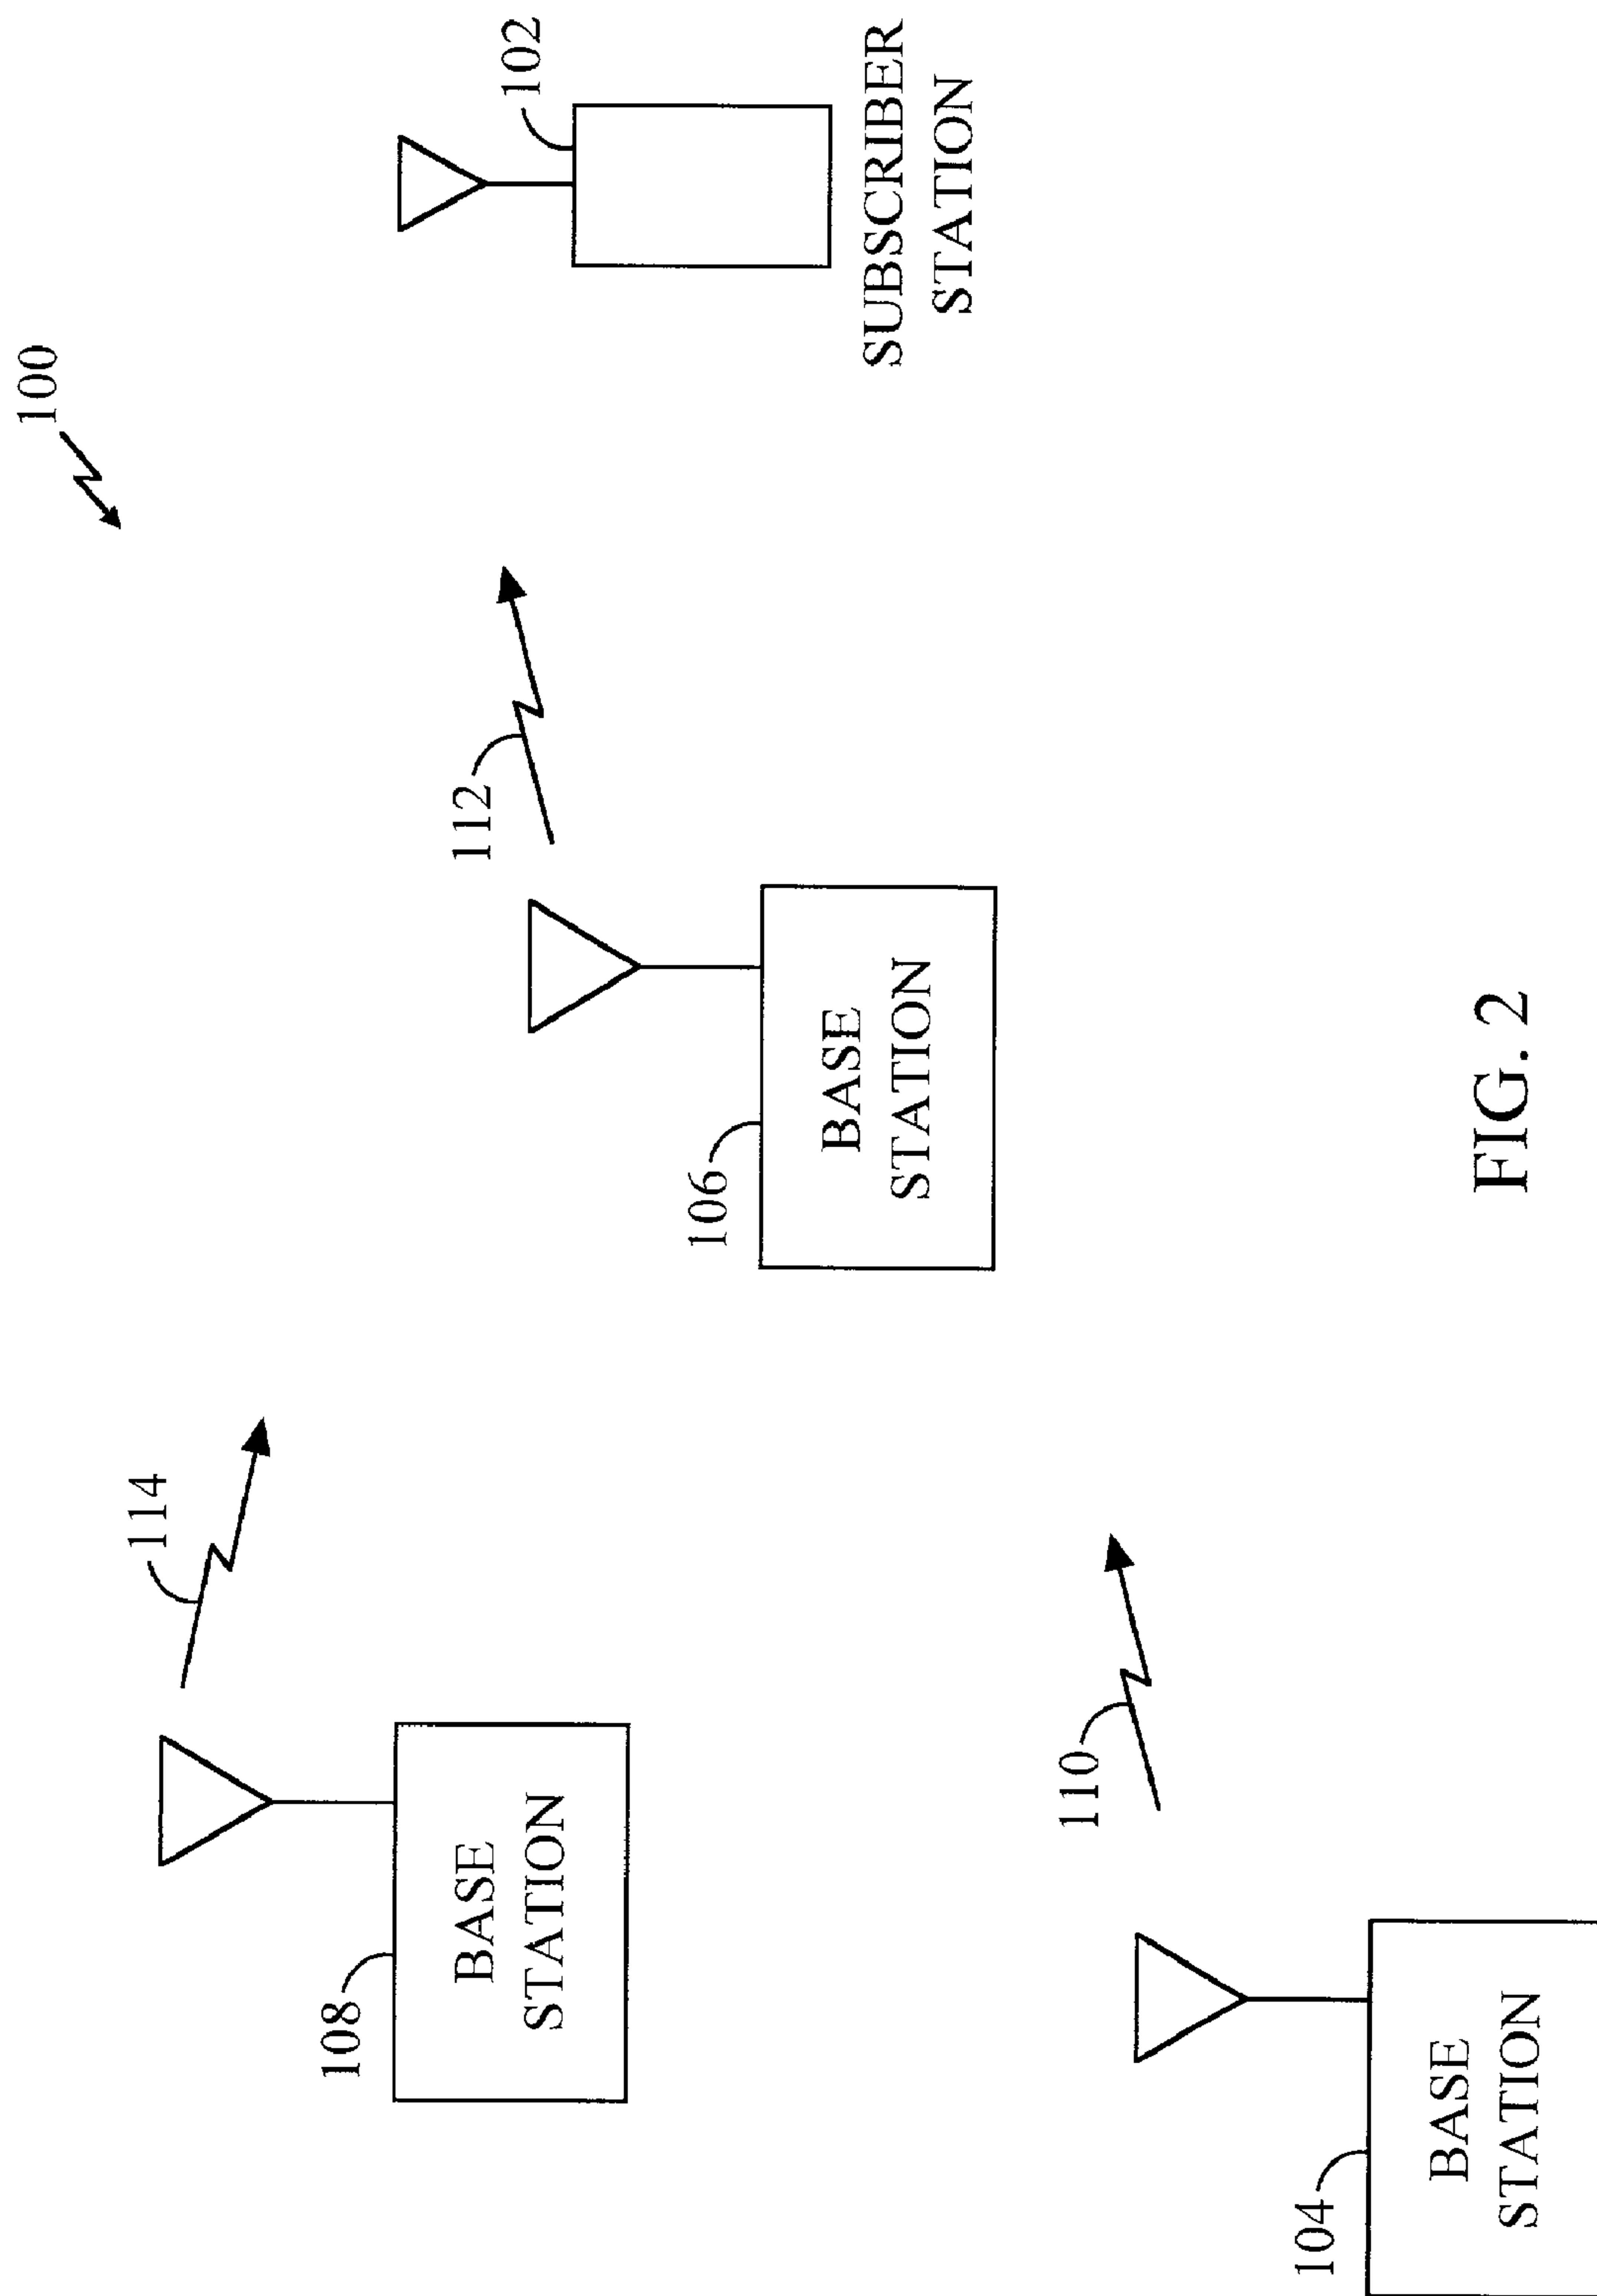 100
114
108
BASE
STATION
112
102
SUBSCRIBER
STATION
106
BASE
STATION
110
104
BASE
STATION
FIG. 2